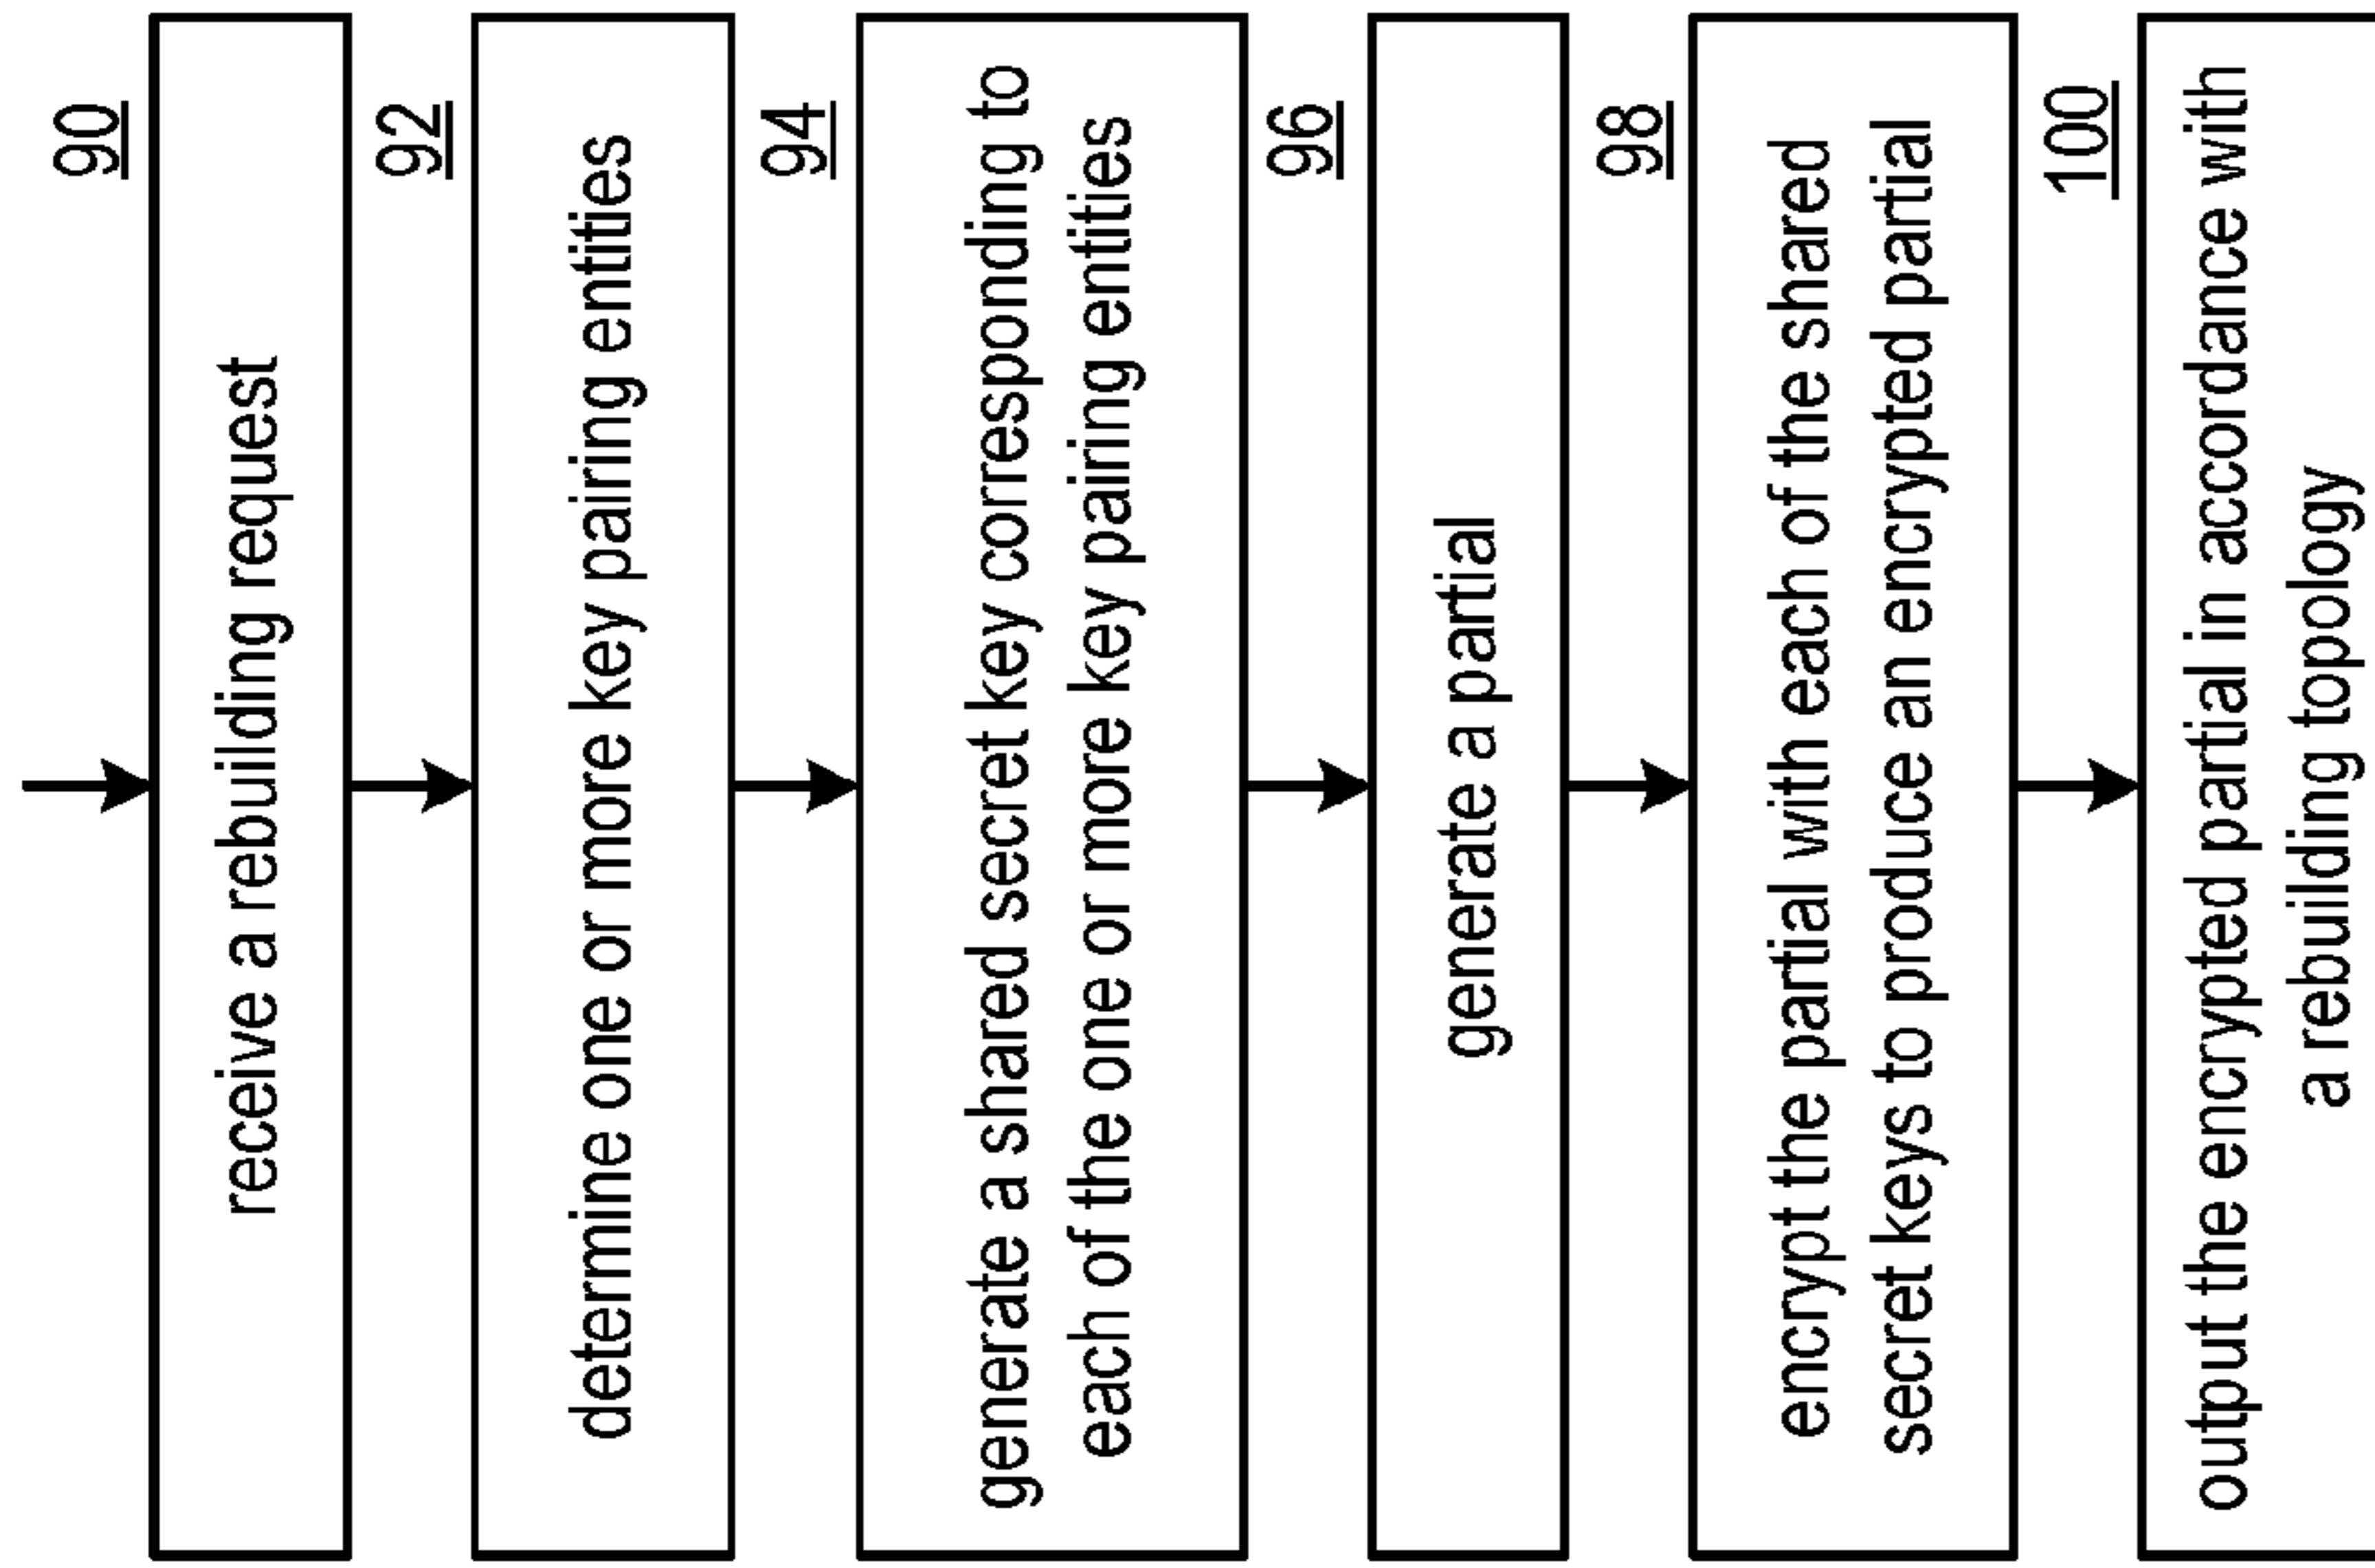 90
receive a rebuilding request
92
determine one or more key pairing entities
94
generate a shared secret key corresponding to
each of the one or more key pairing entities
96
generate a partial
98
encrypt the partial with each of the shared
secret keys to produce an encrypted partial
100
output the encrypted partial in accordance with
a rebuilding topology